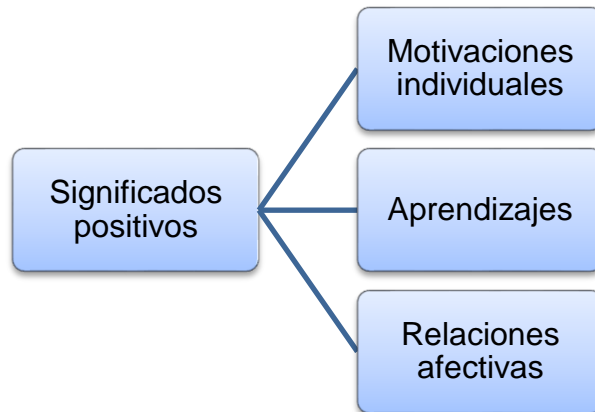 Motivaciones
individuales
Significados
positivos
Aprendizajes
Relaciones
afectivas